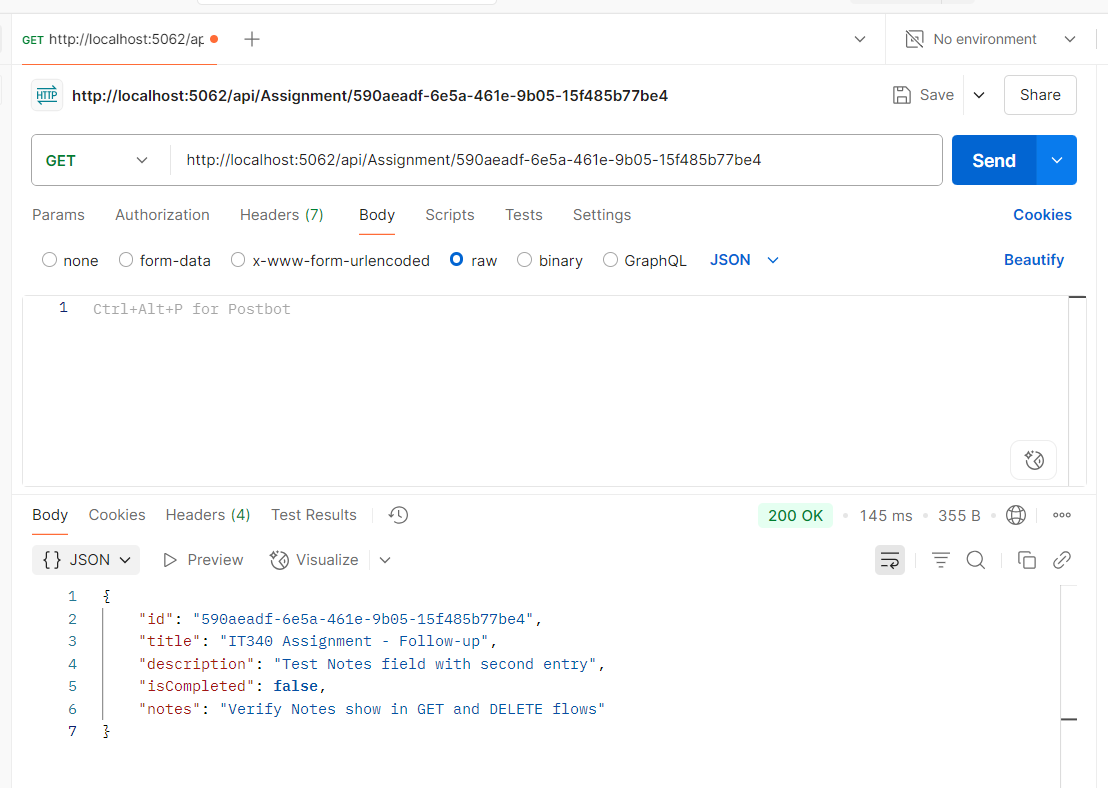 GET http://localhost:5062/ap
No environment
HTTP http://localhost:5062/api/Assignment/590aeadf-6e5a-461e-9b05-15f485b77be4
Save
Share
GET
http://localhost:5062/api/Assignment/590aeadf-6e5a-461e-9b05-15f485b77be4
Send
Params Authorization Headers (7) Body Scripts Tests Settings Cookies
none form-data x-www-form-urlencoded raw binary GraphQL JSON Beautify
1 Ctrl+Alt+P for Postbot
Body Cookies Headers (4) Test Results 200 OK • 145 ms • 355 B •
{} JSON Preview Visualize
1 {
2 "id": "590aeadf-6e5a-461e-9b05-15f485b77be4",
3 "title": "IT340 Assignment - Follow-up",
4 "description": "Test Notes field with second entry",
5 "isCompleted": false,
6 "notes": "Verify Notes show in GET and DELETE flows"
7 }